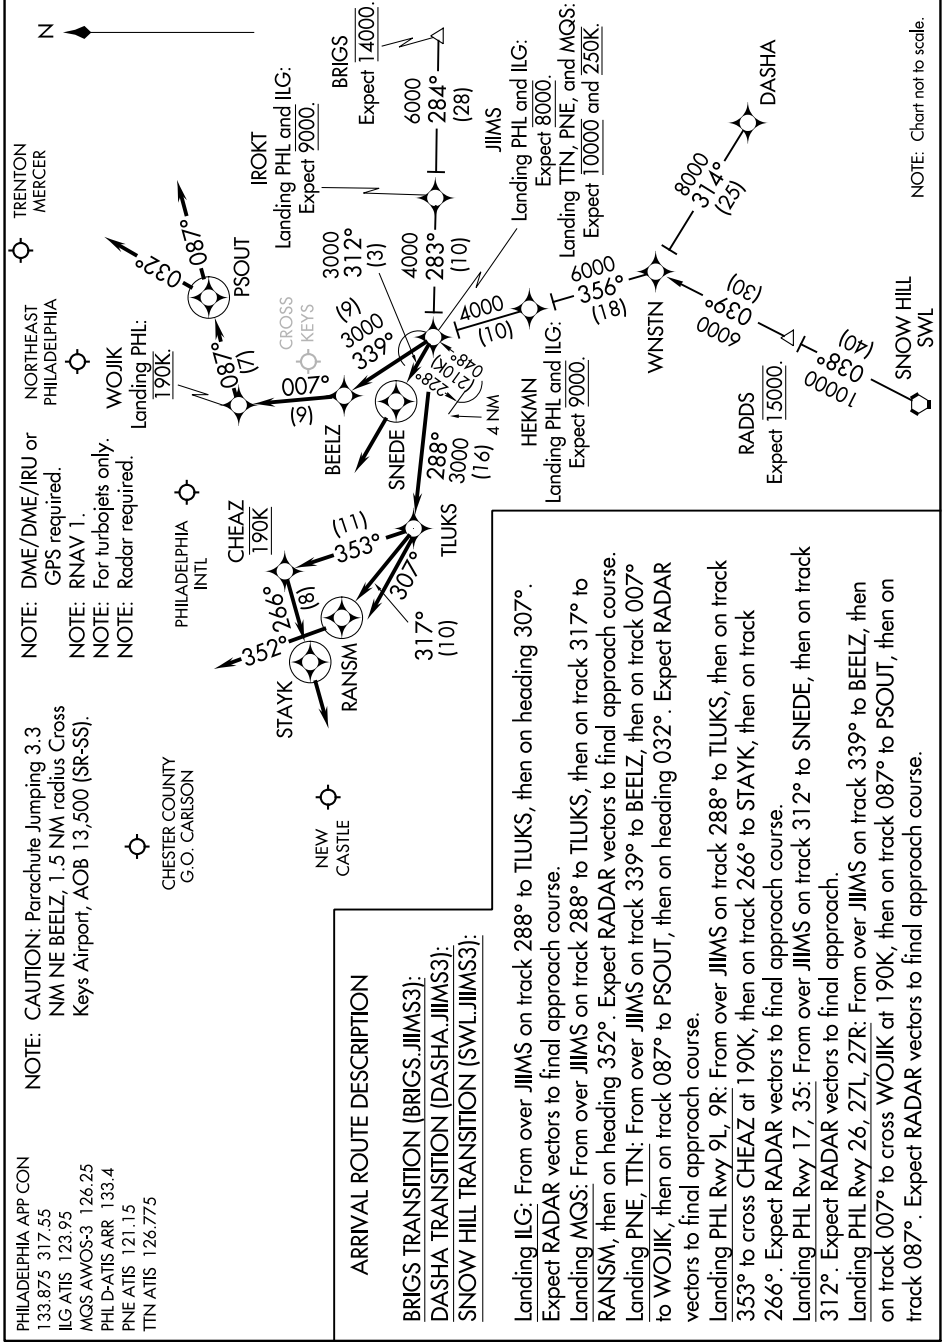 PHILADELPHIA APP CON
133.875 317.55
ILG ATIS 123.95
MQS AWOS-3 126.25
PHL D-ATIS ARR 133.4
PNE ATIS 121.15
TTN ATIS 126.775
NOTE: CAUTION: Parachute Jumping 3.3
NM NE BEELZ, 1.5 NM radius Cross
Keys Airport, AOB 13,500 (SR-SS).
NOTE: DME/DME/IRU or
GPS required.
NOTE: RNAV 1.
NOTE: For turbojets only.
NOTE: Radar required.
NORTHEAST
PHILADELPHIA
TRENTON
MERCER
N
CHESTER COUNTY
G.O. CARLSON
PHILADELPHIA
INTL
WOJIK
Landing PHL:
190K.
032°
087°
PSOUT
087°
(7)
NEW
CASTLE
STAYK
352°
266°
(8)
CHEAZ
190K
RANSM
353°
(11)
307°
317°
(10)
TLUKS
CROSS
KEYS
007°
(9)
BEELZ
339°
3000
(9)
SNEDE
3000
312°
(3)
288°
3000
(16)
228°
048°
(210K)
4 NM
IROKT
Landing PHL and ILG:
Expect 9000.
BRIGS
Expect 14000.
4000
283°
(10)
6000
284°
(28)
JIIMS
Landing PHL and ILG:
Expect 8000.
Landing TTN, PNE, and MQS:
Expect 10000 and 250K.
4000
(10)
HEKMN
Landing PHL and ILG:
Expect 9000.
6000
356°
(18)
WNSTN
8000
314°
(25)
DASHA
6000
039°
(30)
RADDS
Expect 15000.
10000
038°
(40)
SNOW HILL
SWL
NOTE: Chart not to scale.
ARRIVAL ROUTE DESCRIPTION
BRIGS TRANSITION (BRIGS.JIIMS3):
DASHA TRANSITION (DASHA.JIIMS3):
SNOW HILL TRANSITION (SWL.JIIMS3):
Landing ILG: From over JIIMS on track 288° to TLUKS, then on heading 307°.
Expect RADAR vectors to final approach course.
Landing MQS: From over JIIMS on track 288° to TLUKS, then on track 317° to
RANSM, then on heading 352°. Expect RADAR vectors to final approach course.
Landing PNE, TTN: From over JIIMS on track 339° to BEELZ, then on track 007°
to WOJIK, then on track 087° to PSOUT, then on heading 032°. Expect RADAR
vectors to final approach course.
Landing PHL Rwy 9L, 9R: From over JIIMS on track 288° to TLUKS, then on track
353° to cross CHEAZ at 190K, then on track 266° to STAYK, then on track
266°. Expect RADAR vectors to final approach course.
Landing PHL Rwy 17, 35: From over JIIMS on track 312° to SNEDE, then on track
312°. Expect RADAR vectors to final approach.
Landing PHL Rwy 26, 27L, 27R: From over JIIMS on track 339° to BEELZ, then
on track 007° to cross WOJIK at 190K, then on track 087° to PSOUT, then on
track 087°. Expect RADAR vectors to final approach course.